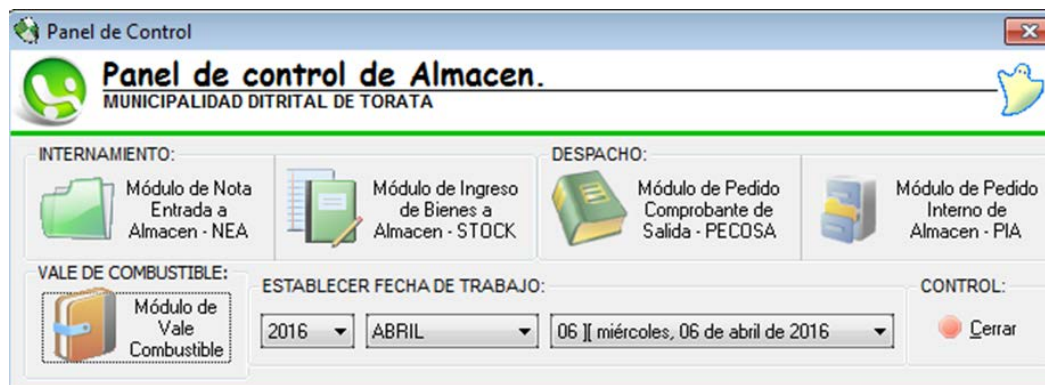 Panel de Control
Panel de control de Almacen.
MUNICIPALIDAD DITRITAL DE TORATA
INTERNAMIENTO:
Módulo de Nota
Entrada a
Almacen - NEA
Módulo de Ingreso
de Bienes a
Almacen - STOCK
DESPACHO:
Módulo de Pedido
Comprobante de
Salida - PECOSA
Módulo de Pedido
Interno de
Almacen - PIA
VALE DE COMBUSTIBLE:
Módulo de
Vale
Combustible
ESTABLECER FECHA DE TRABAJO:
2016
ABRIL
06 ][ miércoles, 06 de abril de 2016
CONTROL:
Cerrar